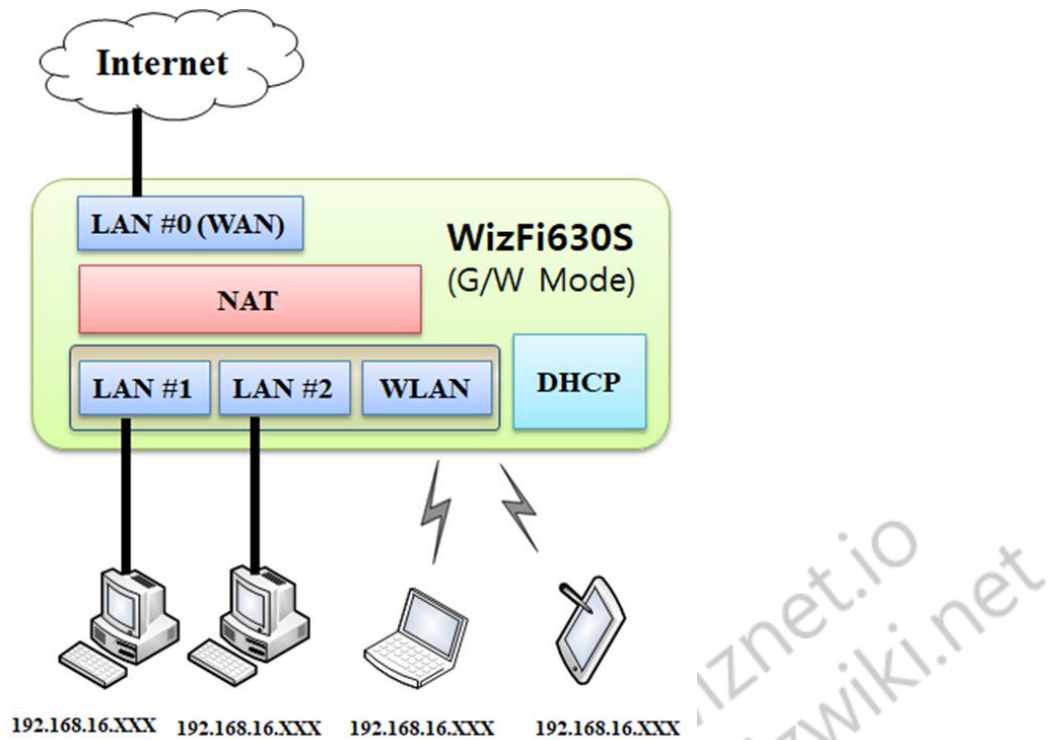 Internet
LAN #0 (WAN)
WizFi630S
(G/W Mode)
NAT
LAN #1
LAN #2
WLAN
DHCP
192.168.16.XXX
192.168.16.XXX
192.168.16.XXX
192.168.16.XXX